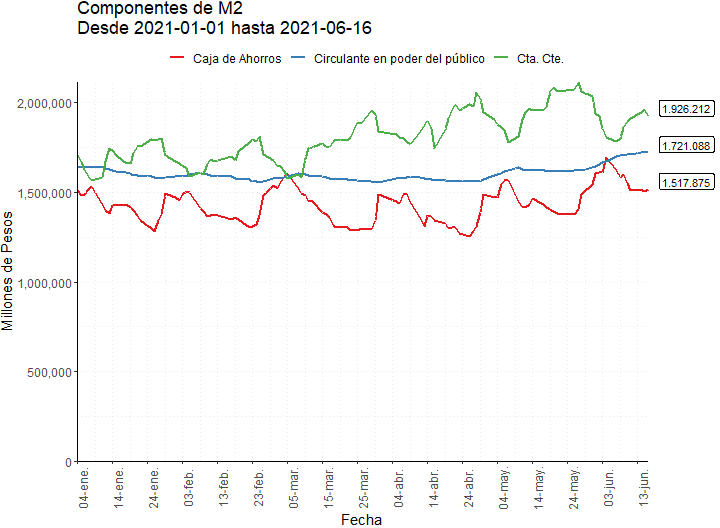 Componentes de M2
Desde 2021-01-01 hasta 2021-06-16
Caja de Ahorros
Circulante en poder del público
Cta. Cte.
Millones de Pesos
2,000,000
1,500,000
1,000,000
500,000
0
1.926.212
1.721.088
1.517.875
04-ene.
14-ene.
24-ene.
03-feb.
13-feb.
23-feb.
05-mar.
15-mar.
25-mar.
04-abr.
14-abr.
24-abr.
04-may.
14-may.
24-may.
03-jun.
13-jun.
Fecha